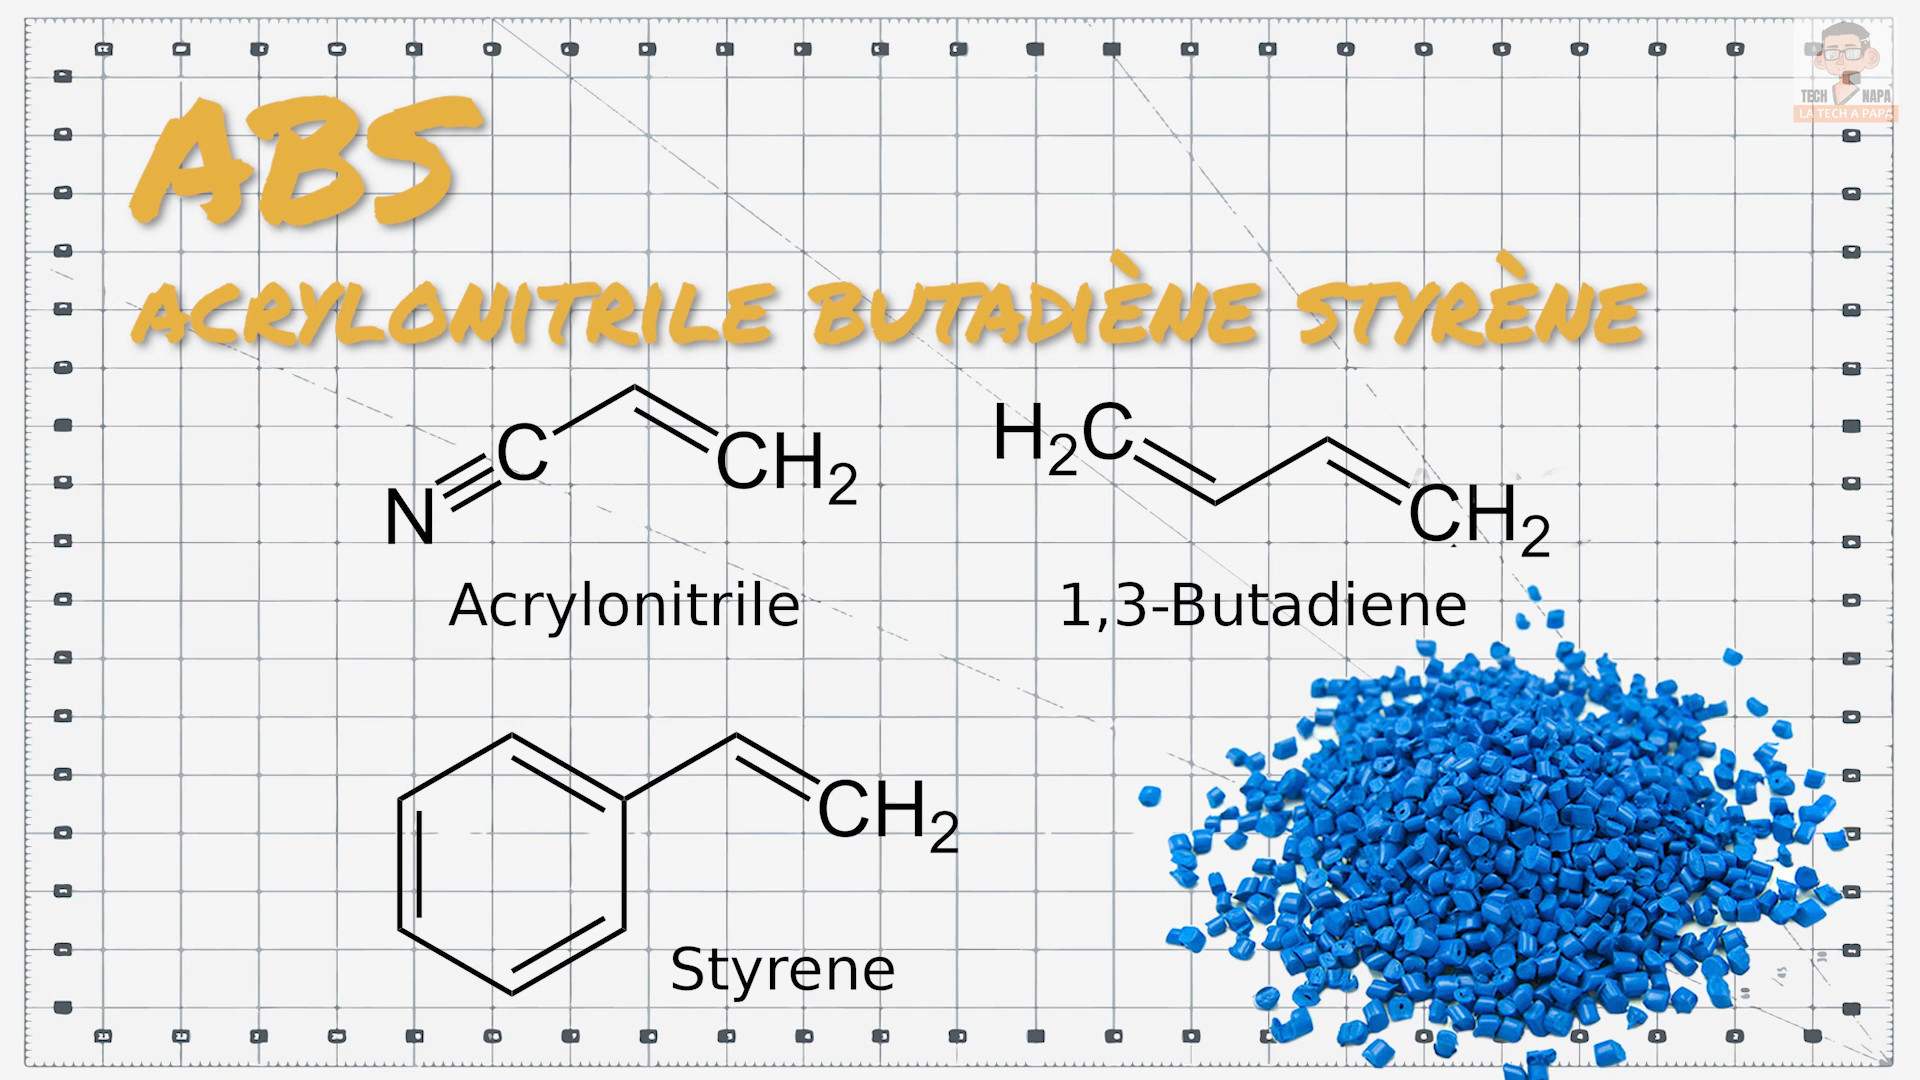 TECH NAPA
LA TECH A PAPA
ABS
ACRYLONITRILE BUTADIÈNE STYRÈNE
N≡C CH₂
H₂C CH₂
Acrylonitrile 1,3-Butadiene
CH₂
Styrene